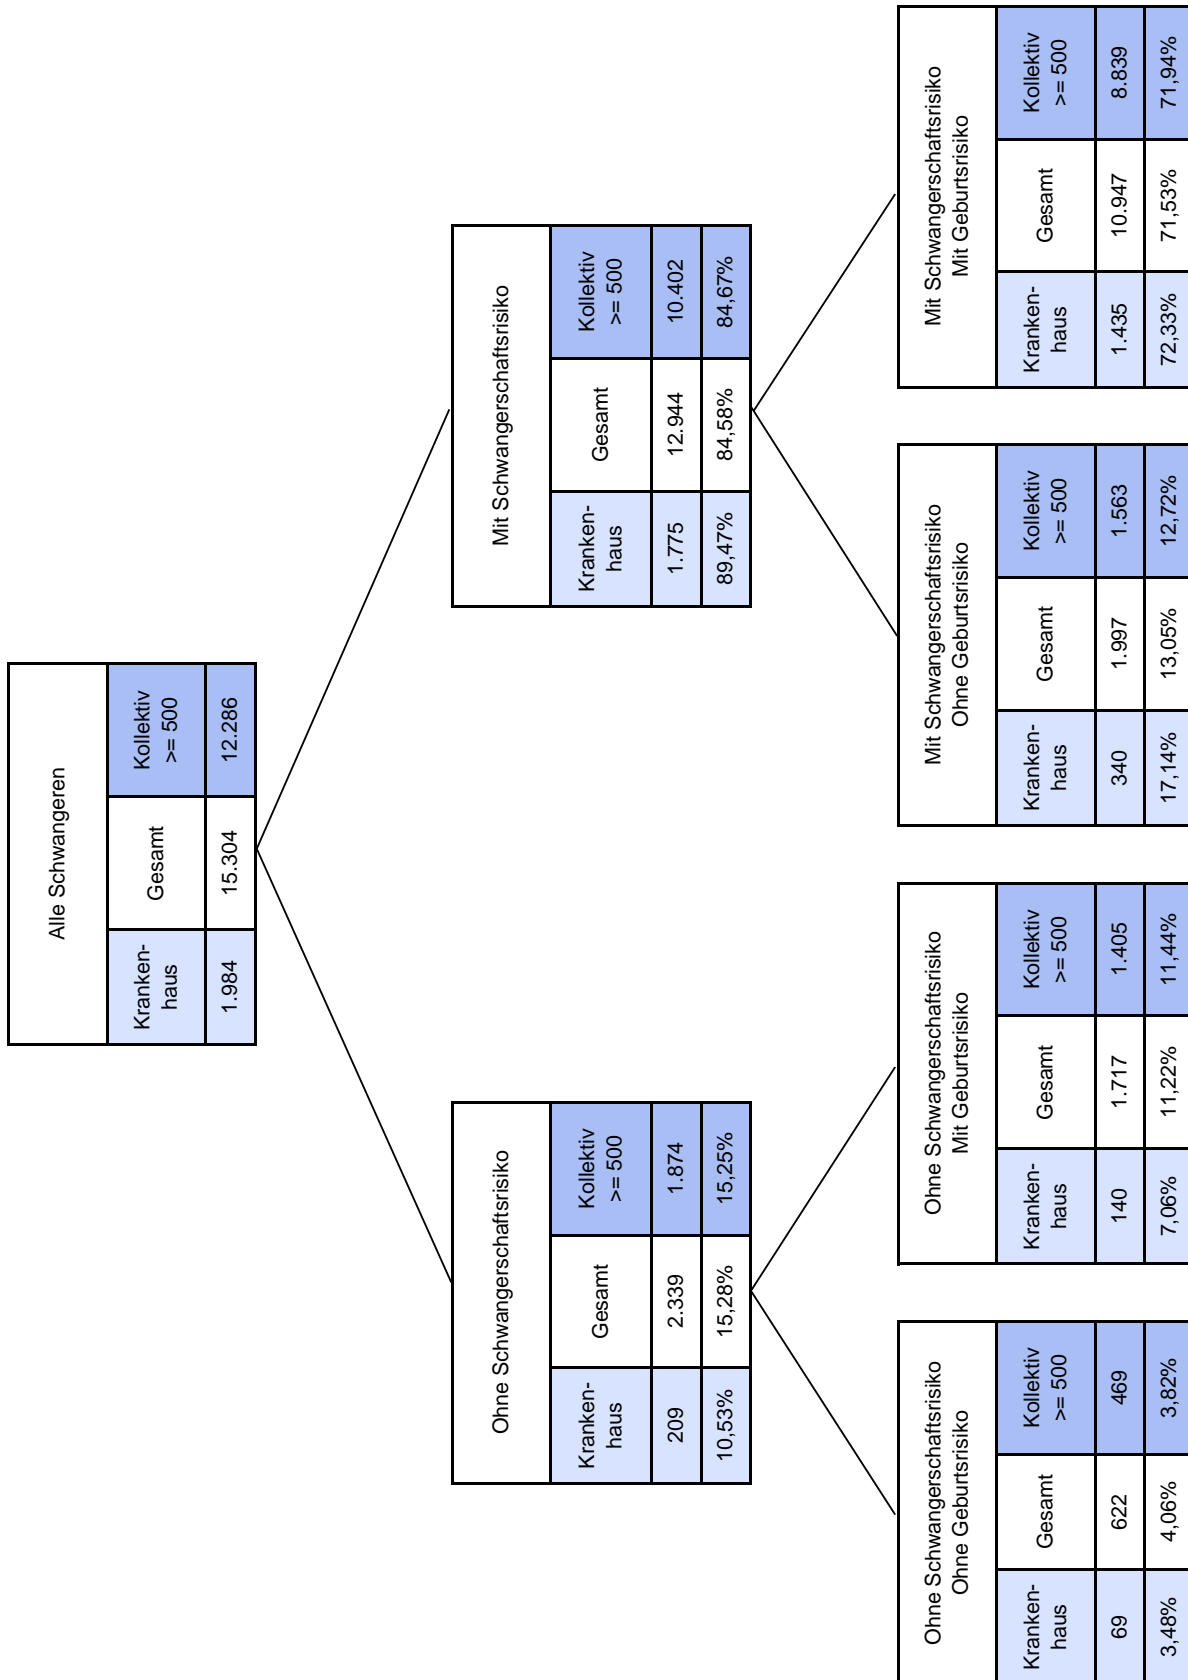 Alle Schwangeren
Kranken-
haus
Gesamt
Kollektiv
>= 500
1.984
15.304
12.286
Ohne Schwangerschaftsrisiko
Kranken-
haus
Gesamt
Kollektiv
>= 500
209
2.339
1.874
10,53%
15,28%
15,25%
Mit Schwangerschaftsrisiko
Kranken-
haus
Gesamt
Kollektiv
>= 500
1.775
12.944
10.402
89,47%
84,58%
84,67%
Ohne Schwangerschaftsrisiko
Ohne Geburtsrisiko
Kranken-
haus
Gesamt
Kollektiv
>= 500
69
622
469
3,48%
4,06%
3,82%
Ohne Schwangerschaftsrisiko
Mit Geburtsrisiko
Kranken-
haus
Gesamt
Kollektiv
>= 500
140
1.717
1.405
7,06%
11,22%
11,44%
Mit Schwangerschaftsrisiko
Ohne Geburtsrisiko
Kranken-
haus
Gesamt
Kollektiv
>= 500
340
1.997
1.563
17,14%
13,05%
12,72%
Mit Schwangerschaftsrisiko
Mit Geburtsrisiko
Kranken-
haus
Gesamt
Kollektiv
>= 500
1.435
10.947
8.839
72,33%
71,53%
71,94%